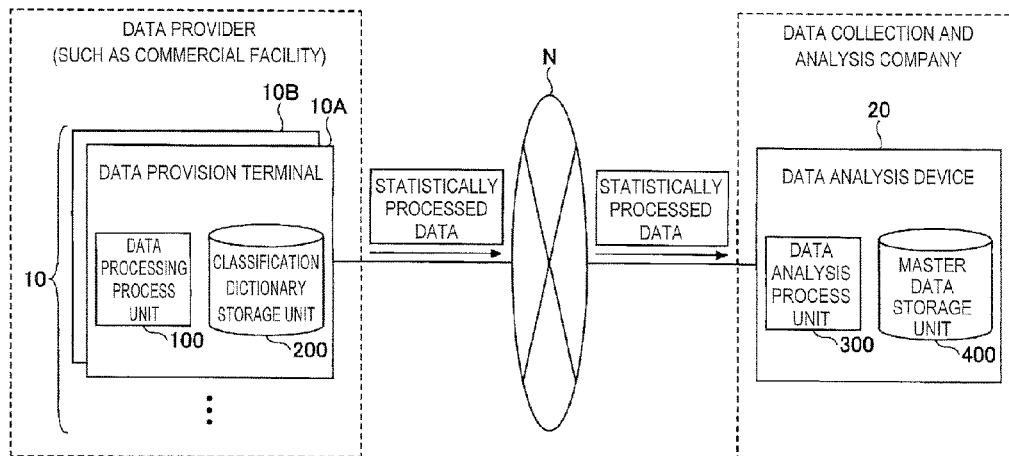 DATA PROVIDER
(SUCH AS COMMERCIAL FACILITY)
10B
10A
10
DATA PROVISION TERMINAL
DATA
PROCESSING
PROCESS
UNIT
100
CLASSIFICATION
DICTIONARY
STORAGE UNIT
200
STATISTICALLY
PROCESSED
DATA
N
STATISTICALLY
PROCESSED
DATA
DATA COLLECTION AND
ANALYSIS COMPANY
20
DATA ANALYSIS DEVICE
DATA
ANALYSIS
PROCESS
UNIT
300
MASTER
DATA
STORAGE
UNIT
400